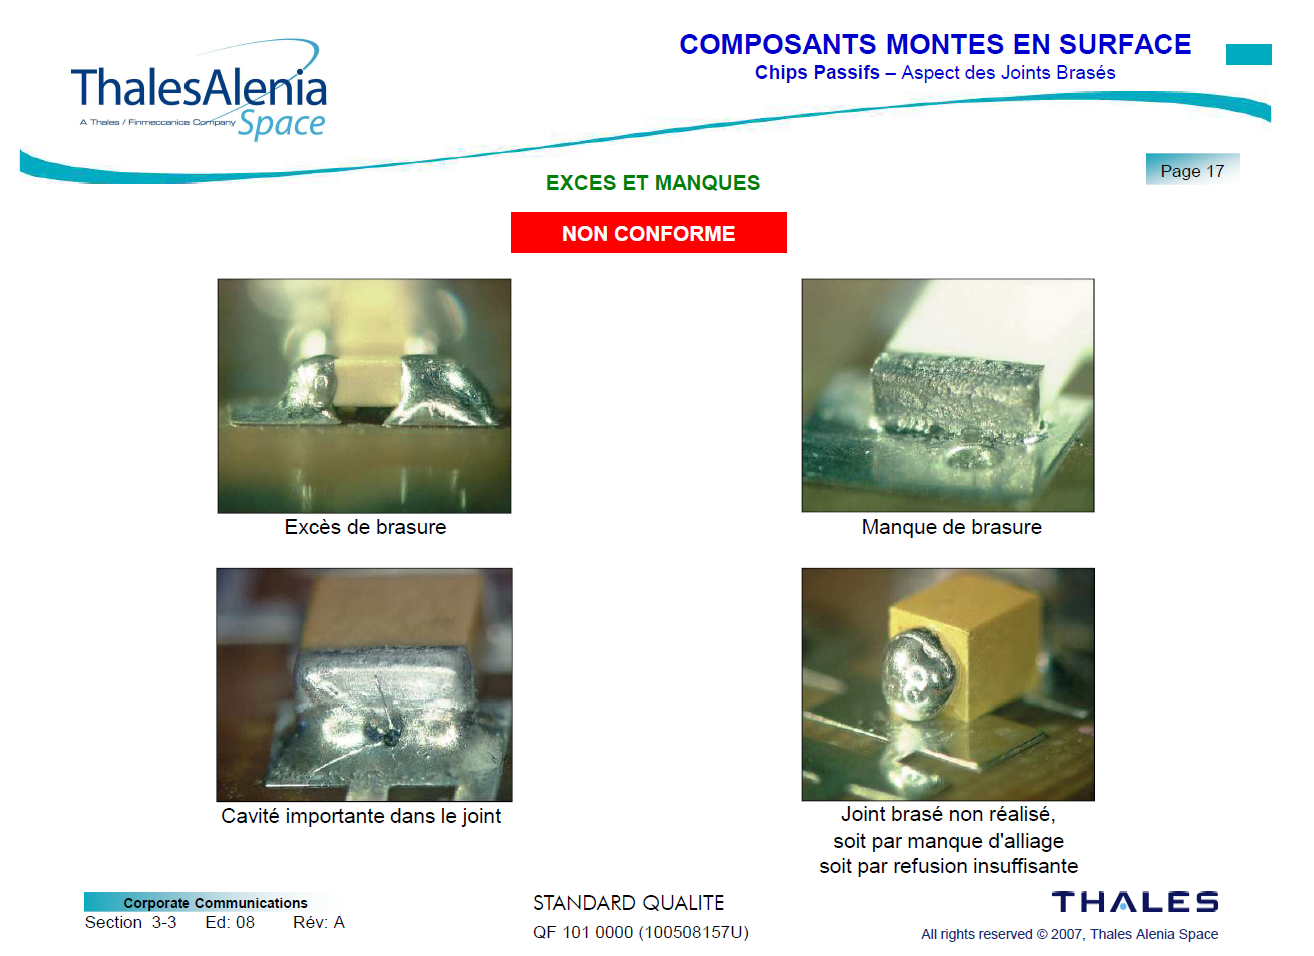 ThalesAlenia
A Thales / Finmeccanica Company
Space
COMPOSANTS MONTES EN SURFACE
Chips Passifs – Aspect des Joints Brasés
Page 17
EXCES ET MANQUES
NON CONFORME
Excès de brasure
Manque de brasure
Cavité importante dans le joint
Joint brasé non réalisé,
soit par manque d'alliage
soit par refusion insuffisante
Corporate Communications
Section 3-3 Ed: 08 Rév: A
STANDARD QUALITE
QF 101 0000 (100508157U)
THALES
All rights reserved © 2007, Thales Alenia Space